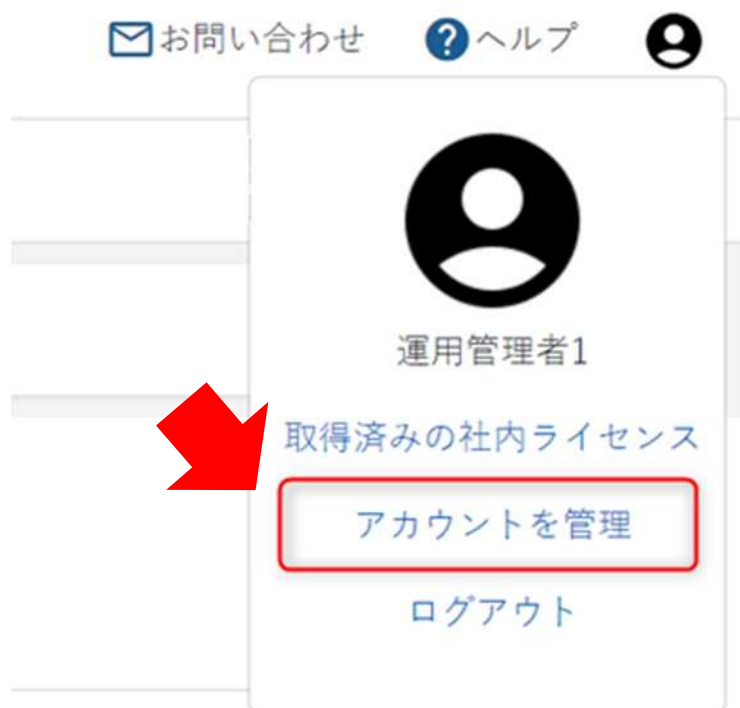 お問い合わせ ヘルプ
運用管理者1
取得済みの社内ライセンス
アカウントを管理
ログアウト